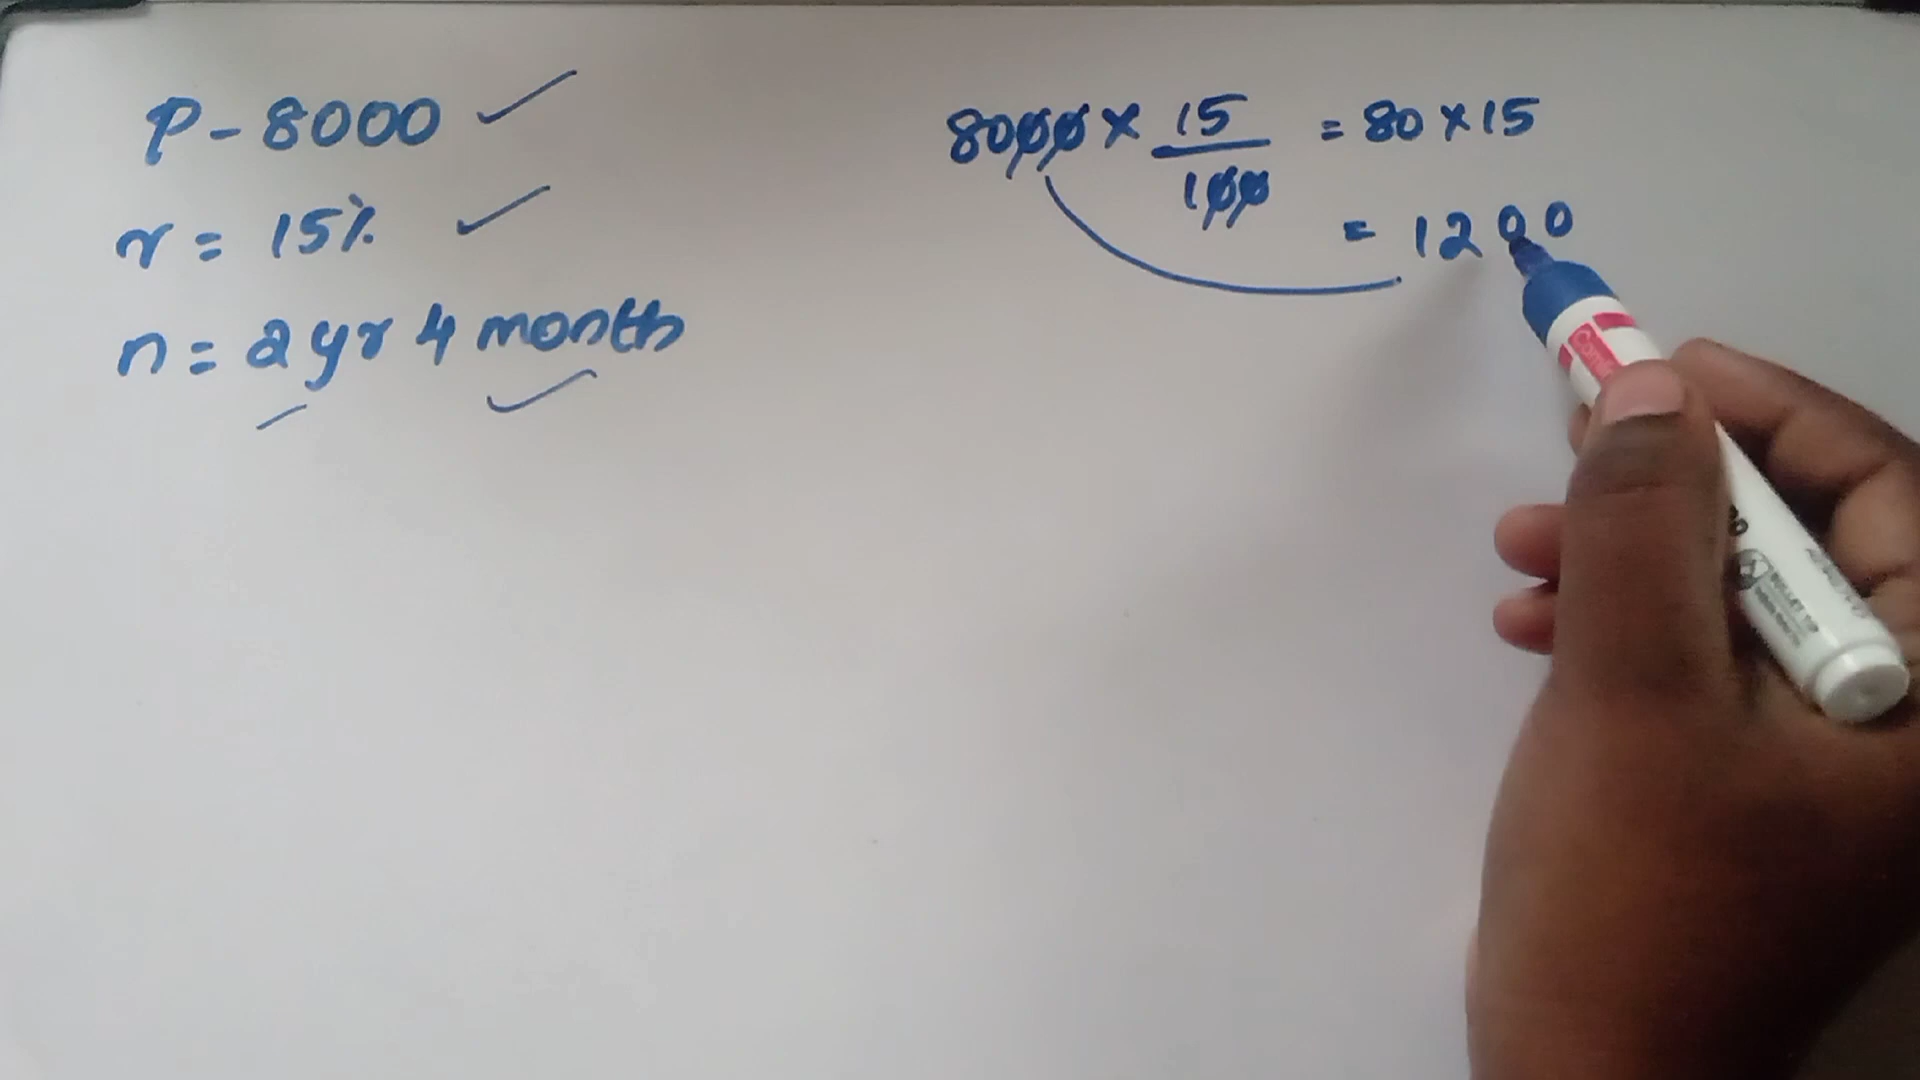 P - 8000
r = 15%
n = 2 yr 4 month
8000 × 15/100 = 80 × 15
= 1200